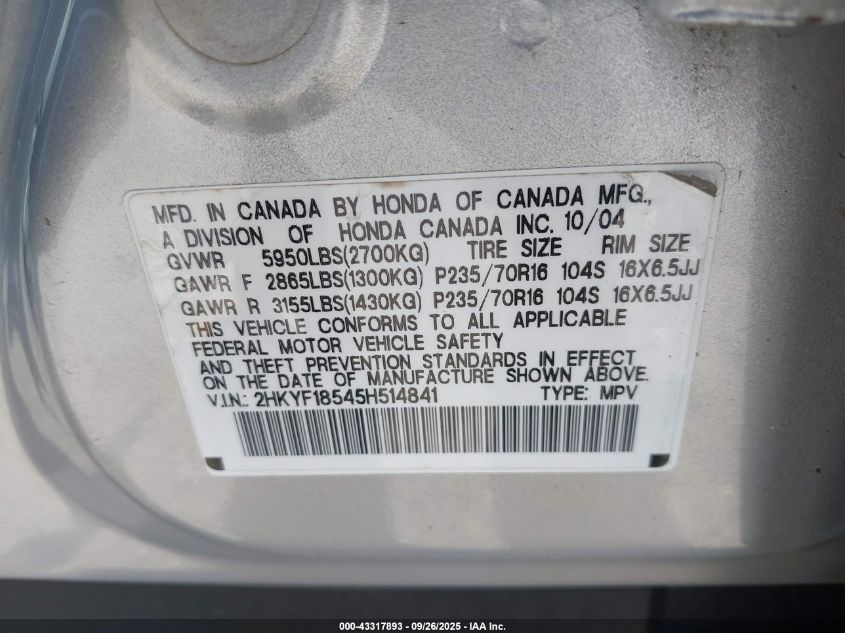 MFD. IN CANADA BY HONDA OF CANADA MFG.,
A DIVISION OF HONDA CANADA INC. 10/04
GVWR 5950LBS(2700KG) TIRE SIZE RIM SIZE
GAWR F 2865LBS(1300KG) P235/70R16 104S 16X6.5JJ
GAWR R 3155LBS(1430KG) P235/70R16 104S 16X6.5JJ
THIS VEHICLE CONFORMS TO ALL APPLICABLE
FEDERAL MOTOR VEHICLE SAFETY
AND THEFT PREVENTION STANDARDS IN EFFECT
ON THE DATE OF MANUFACTURE SHOWN ABOVE.
V.I.N.: 2HKYF18545H514841 TYPE: MPV
000-43317893 - 09/26/2025 - IAA Inc.